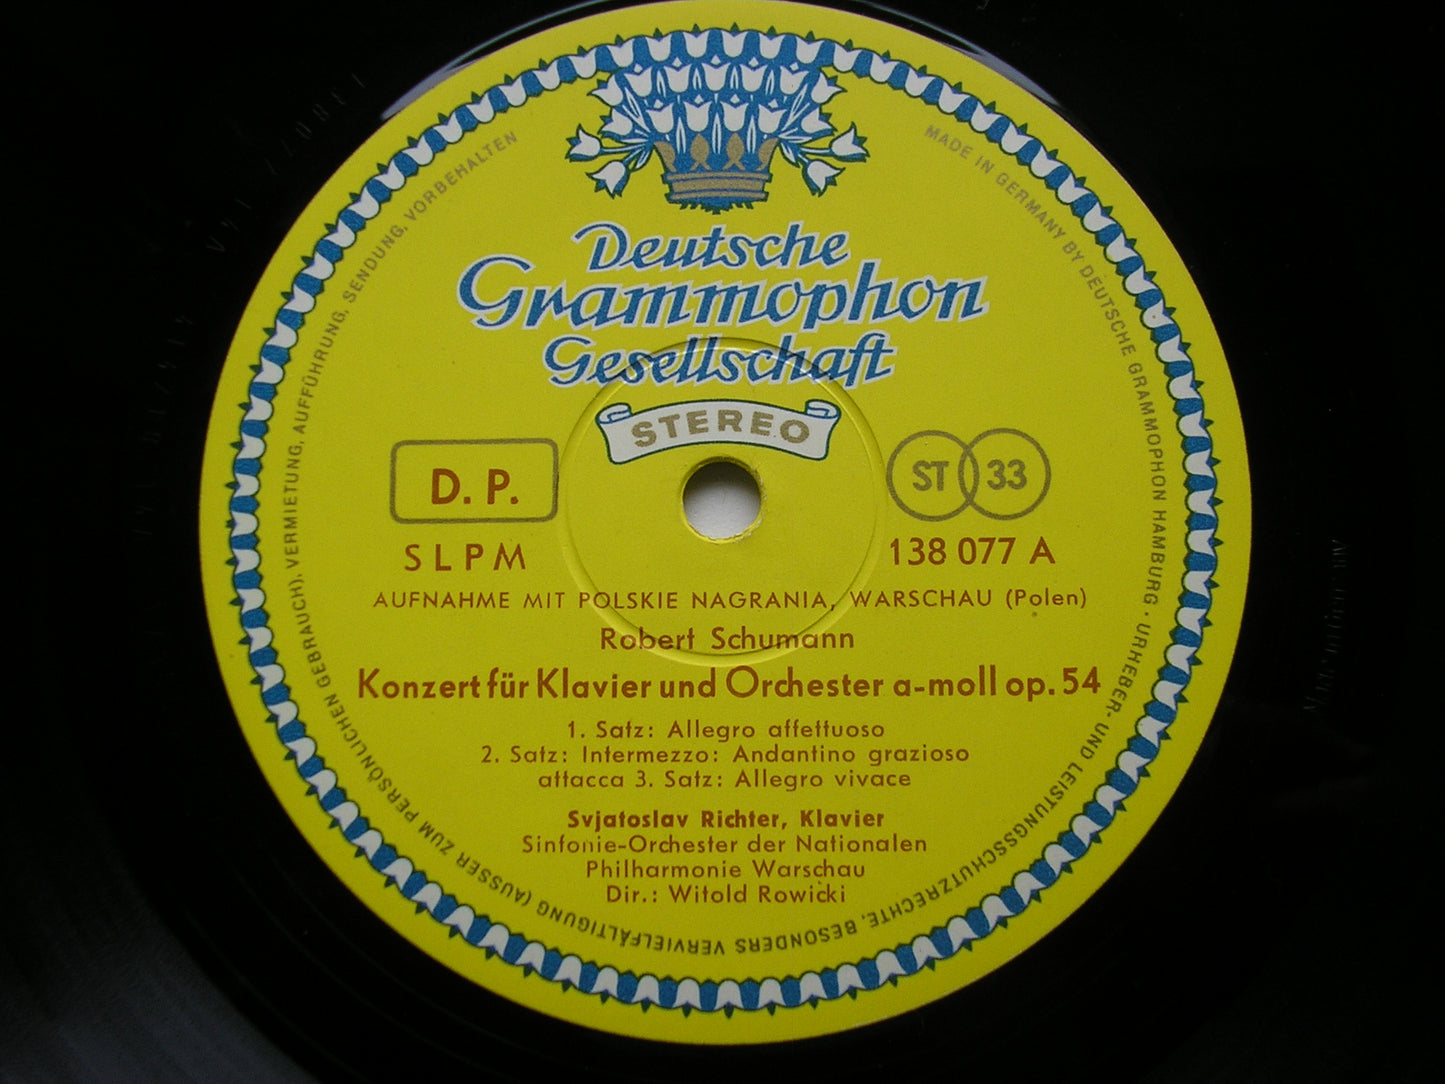 Deutsche
Grammophon
Gesellschaft
STEREO
D. P.
ST 33
SLPM
138 077 A
AUFNAHME MIT POLSKIE NAGRANIA, WARSCHAU (Polen)
Robert Schumann
Konzert für Klavier und Orchester a-moll op. 54
1. Satz: Allegro affettuoso
2. Satz: Intermezzo: Andantino grazioso
attacca 3. Satz: Allegro vivace
Svjatoslav Richter, Klavier
Sinfonie-Orchester der Nationalen
Philharmonie Warschau
Dir.: Witold Rowicki
MADE IN GERMANY BY DEUTSCHE GRAMMOPHON HAMBURG · URHEBER- UND LEISTUNGSSCHUTZRECHTE, BESONDERS VERVIELFÄLTIGUNG (AUSSER ZUM PERSÖNLICHEN GEBRAUCH), VERMIETUNG, AUFFÜHRUNG, SENDUNG, VORBEHALTEN